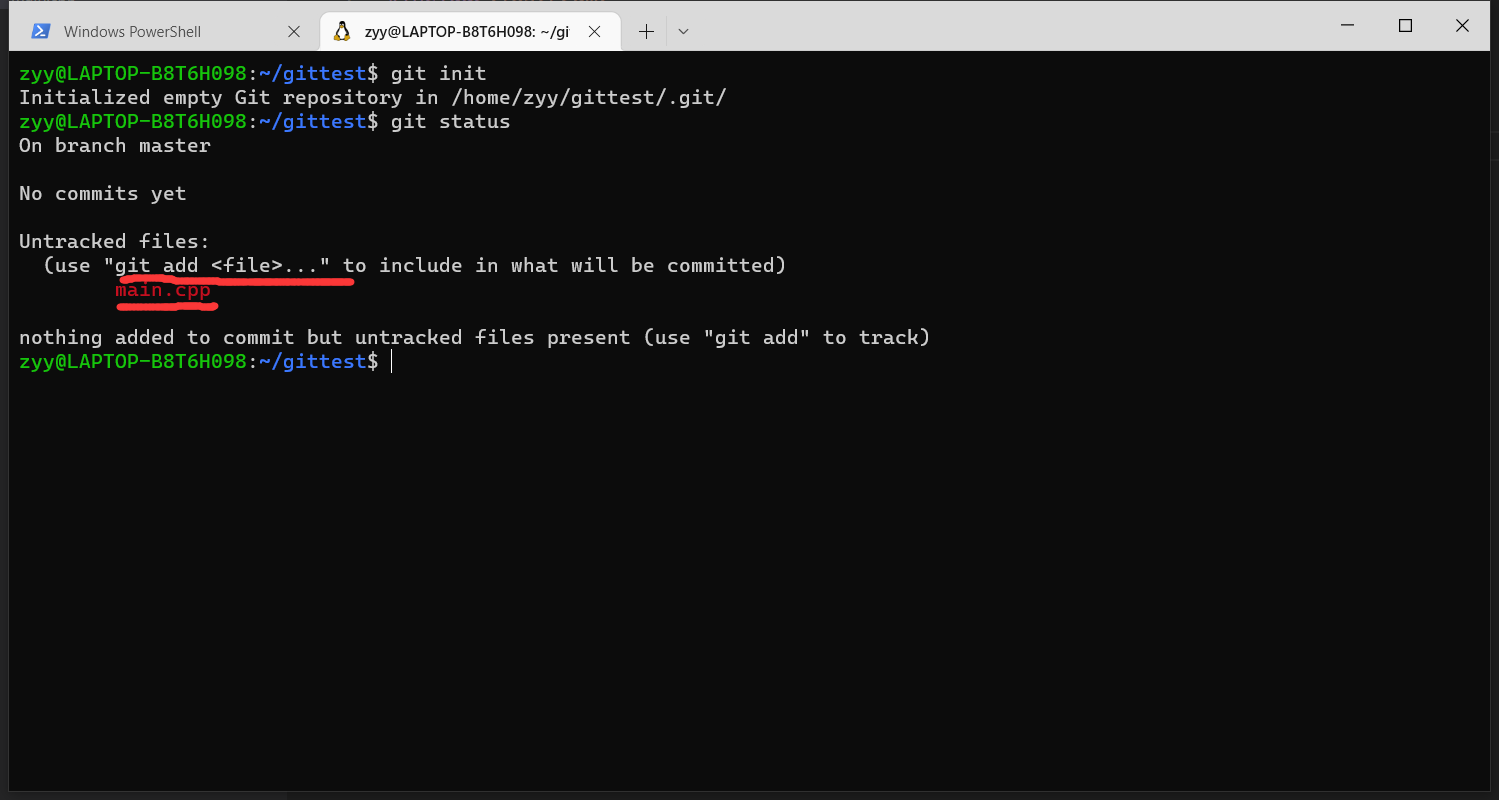 Windows PowerShell
zyy@LAPTOP-B8T6H098: ~/gi
zyy@LAPTOP-B8T6H098:~/gittest$ git init
Initialized empty Git repository in /home/zyy/gittest/.git/
zyy@LAPTOP-B8T6H098:~/gittest$ git status
On branch master
No commits yet
Untracked files:
(use "git add <file>..." to include in what will be committed)
main.cpp
nothing added to commit but untracked files present (use "git add" to track)
zyy@LAPTOP-B8T6H098:~/gittest$